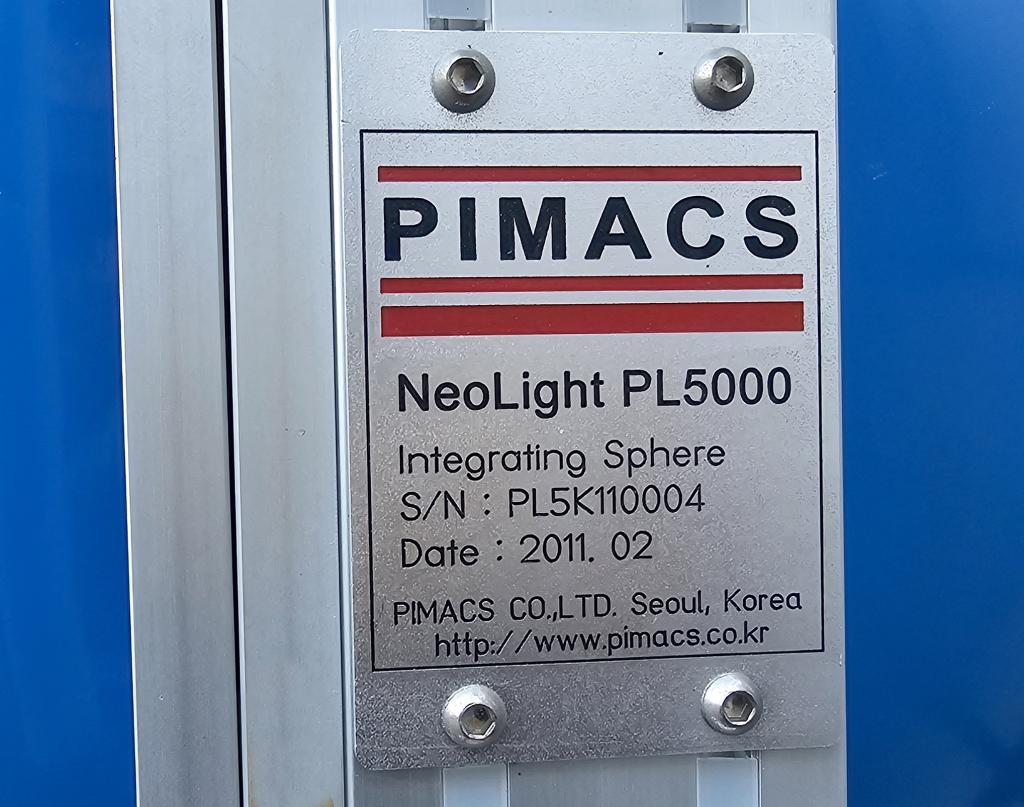 PIMACS
NeoLight PL5000
Integrating Sphere
S/N : PL5K110004
Date : 2011. 02
PIMACS CO.,LTD. Seoul, Korea
http://www.pimacs.co.kr